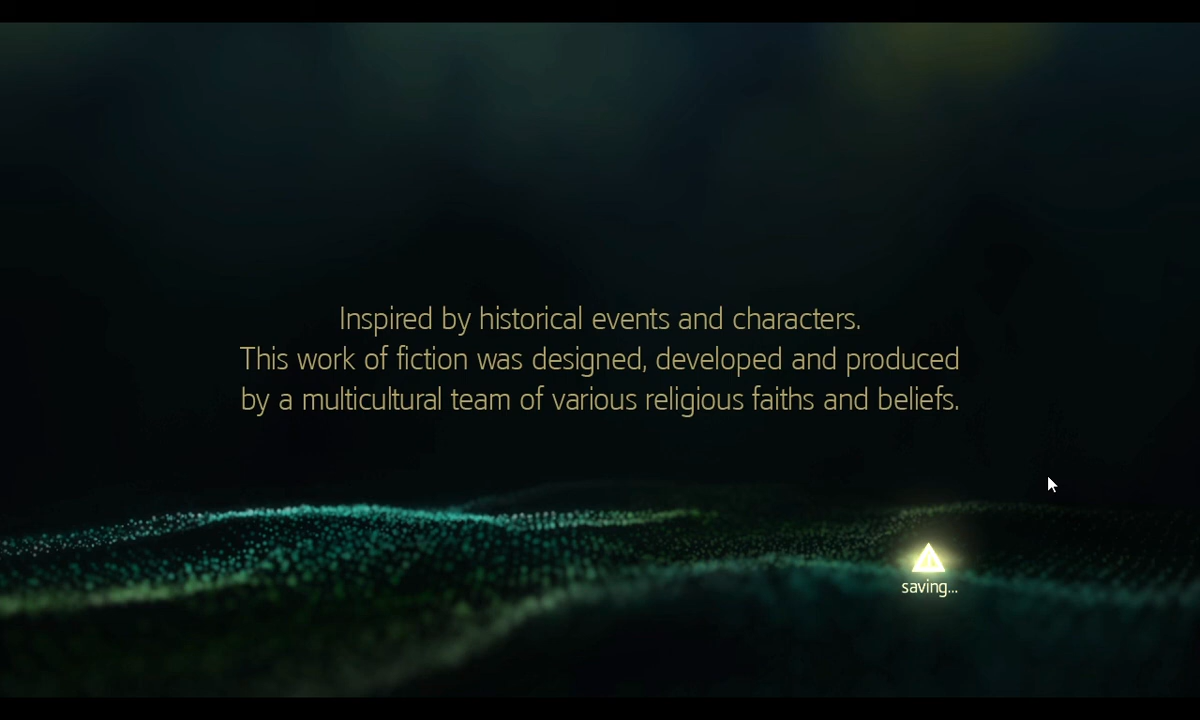 Inspired by historical events and characters.
This work of fiction was designed, developed and produced
by a multicultural team of various religious faiths and beliefs.
saving...